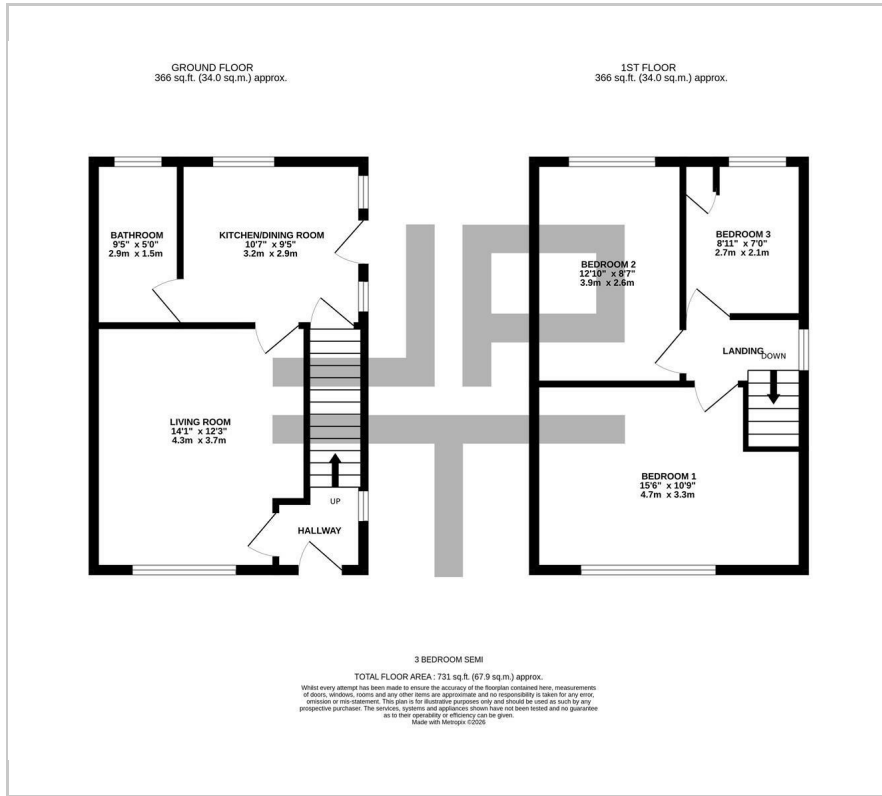 GROUND FLOOR
366 sq.ft. (34.0 sq.m.) approx.
BATHROOM
9'5" x 5'0"
2.9m x 1.5m
KITCHEN/DINING ROOM
10'7" x 9'5"
3.2m x 2.9m
LIVING ROOM
14'1" x 12'3"
4.3m x 3.7m
UP
HALLWAY
1ST FLOOR
366 sq.ft. (34.0 sq.m.) approx.
BEDROOM 2
12'10" x 8'7"
3.9m x 2.6m
BEDROOM 3
8'11" x 7'0"
2.7m x 2.1m
LANDING
DOWN
BEDROOM 1
15'6" x 10'9"
4.7m x 3.3m
JP
3 BEDROOM SEMI
TOTAL FLOOR AREA : 731 sq.ft. (67.9 sq.m.) approx.
Whilst every attempt has been made to ensure the accuracy of the floorplan contained here, measurements
of doors, windows, rooms and any other items are approximate and no responsibility is taken for any error,
omission or mis-statement. This plan is for illustrative purposes only and should be used as such by any
prospective purchaser. The services, systems and appliances shown have not been tested and no guarantee
as to their operability or efficiency can be given.
Made with Metropix ©2026